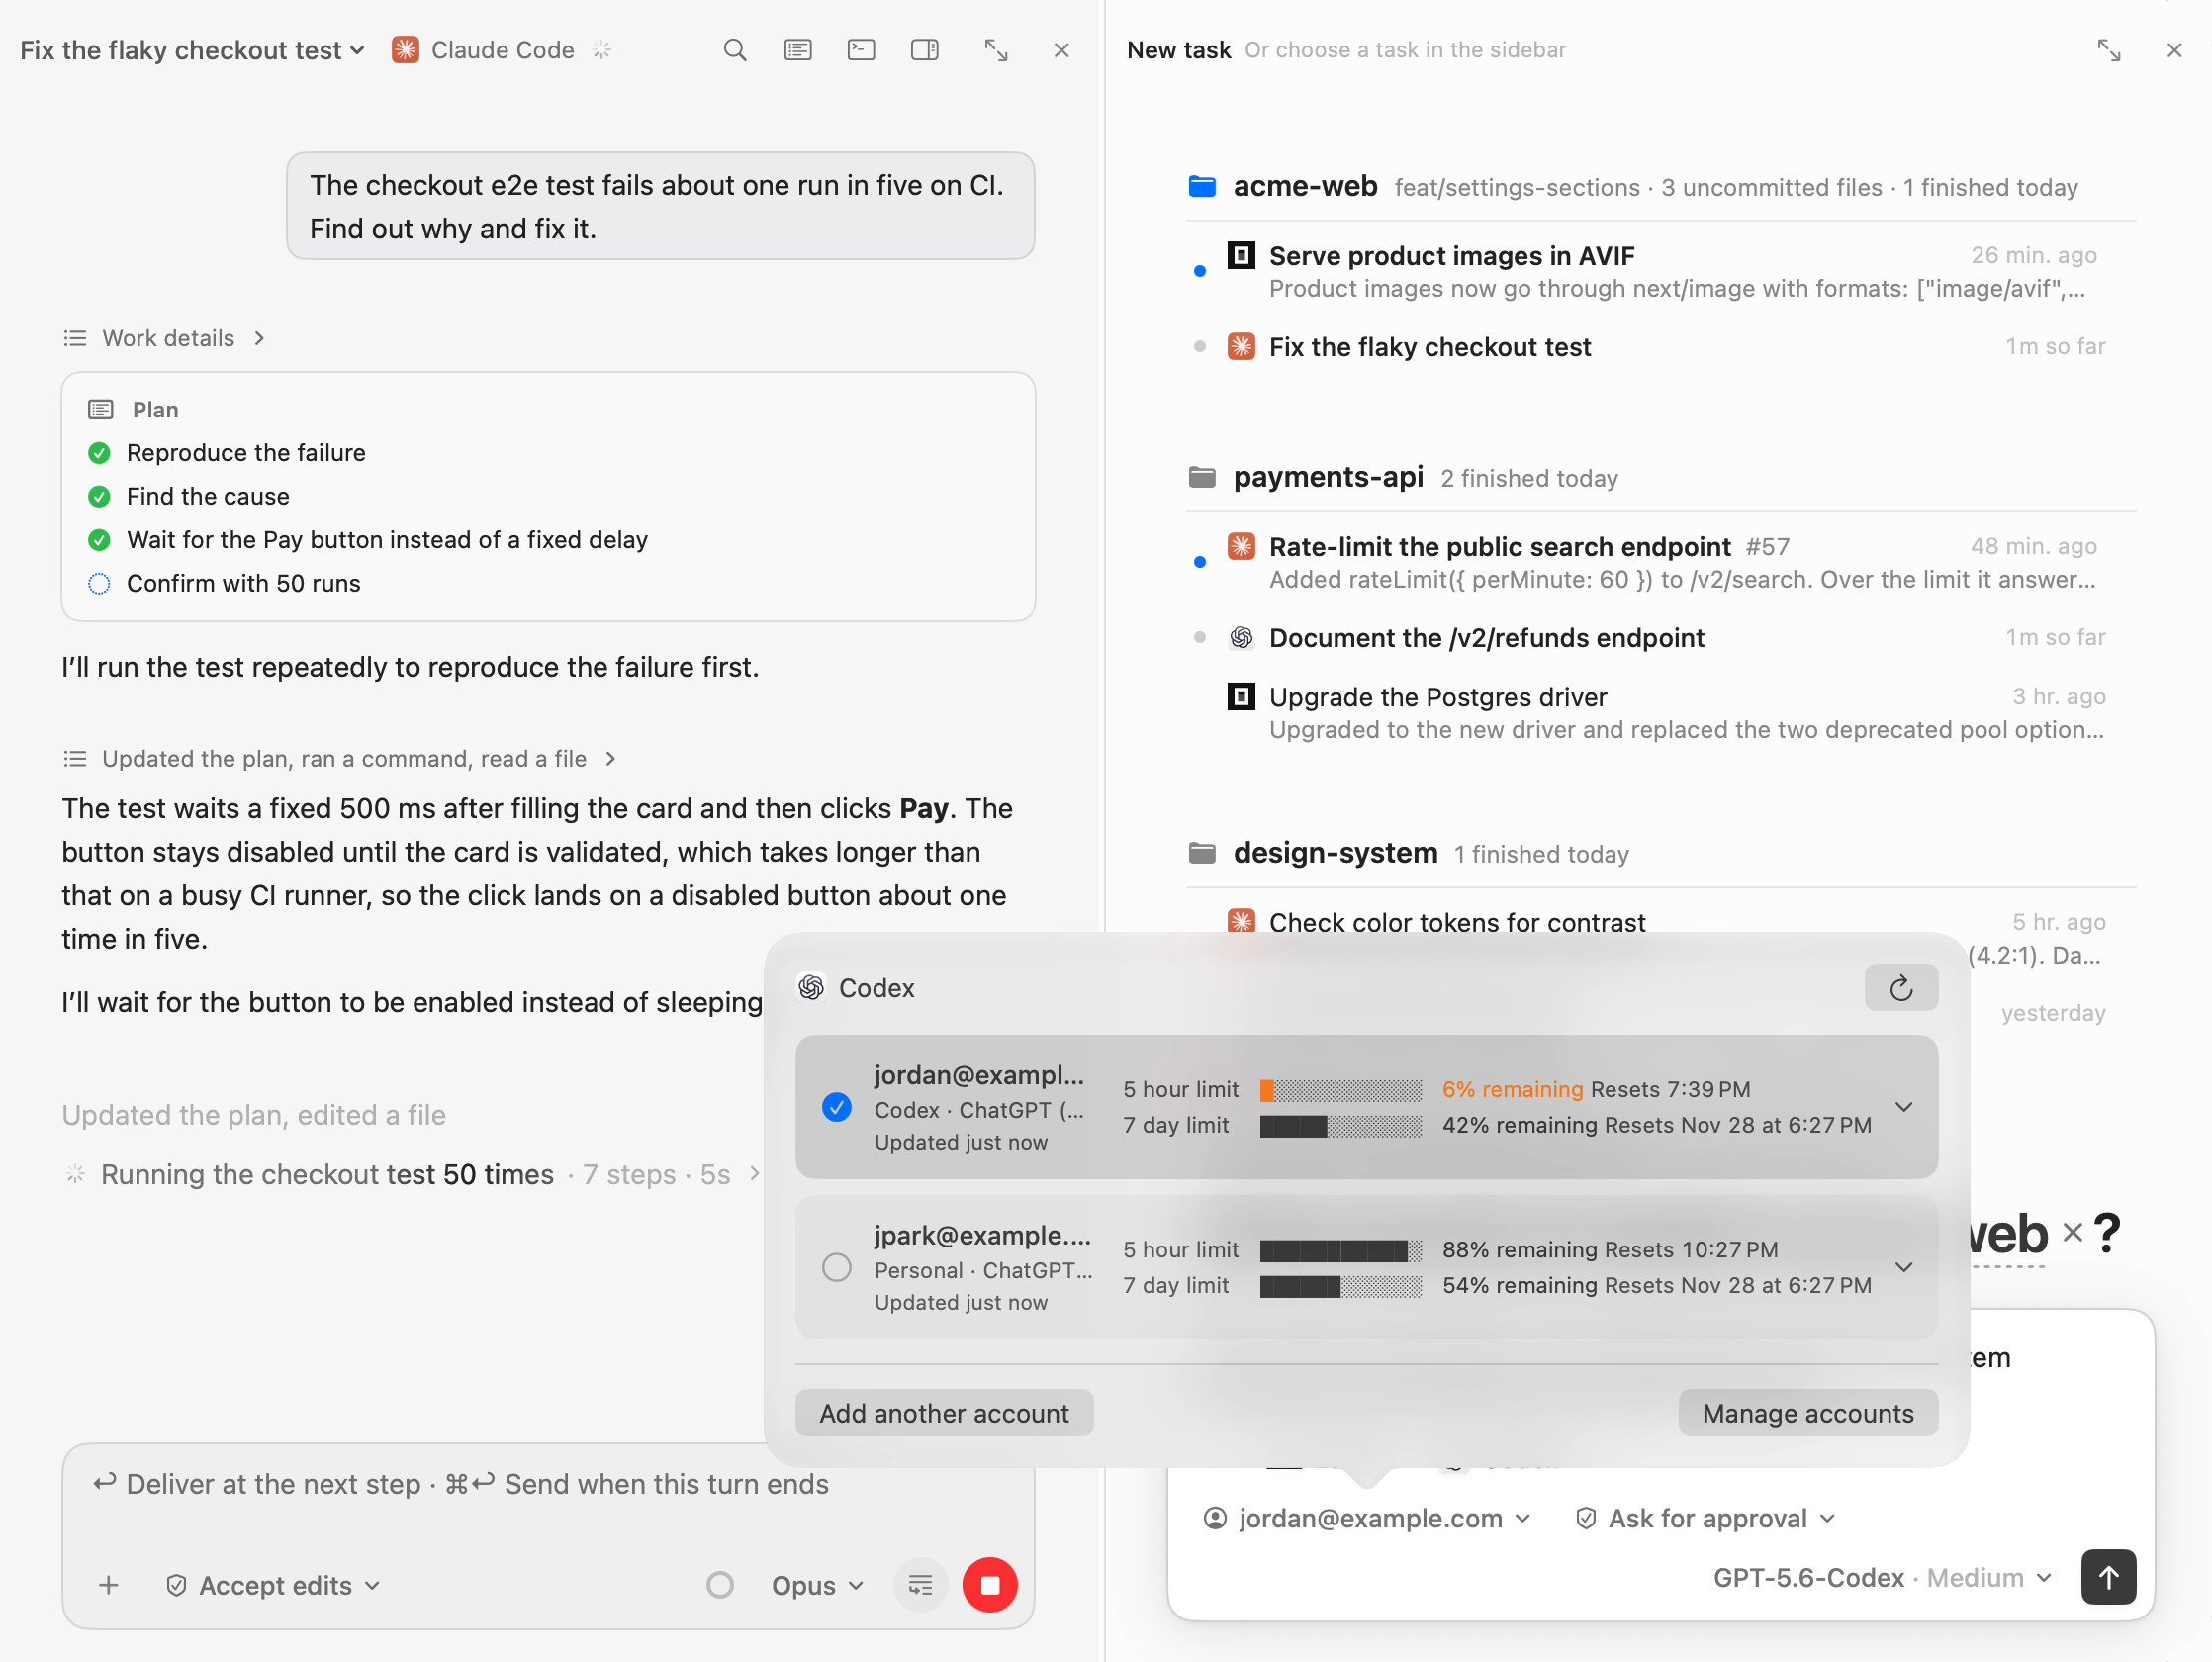 Fix the flaky checkout test
Claude Code
The checkout e2e test fails about one run in five on CI.
Find out why and fix it.
Work details
Plan
Reproduce the failure
Find the cause
Wait for the Pay button instead of a fixed delay
Confirm with 50 runs
I’ll run the test repeatedly to reproduce the failure first.
Updated the plan, ran a command, read a file
The test waits a fixed 500 ms after filling the card and then clicks Pay. The
button stays disabled until the card is validated, which takes longer than
that on a busy CI runner, so the click lands on a disabled button about one
time in five.
I’ll wait for the button to be enabled instead of sleeping
Updated the plan, edited a file
Running the checkout test 50 times · 7 steps · 5s
↩ Deliver at the next step · ⌘↩ Send when this turn ends
Accept edits
Opus
New task Or choose a task in the sidebar
acme-web feat/settings-sections · 3 uncommitted files · 1 finished today
Serve product images in AVIF 26 min. ago
Product images now go through next/image with formats: ["image/avif",...
Fix the flaky checkout test 1m so far
payments-api 2 finished today
Rate-limit the public search endpoint #57 48 min. ago
Added rateLimit({ perMinute: 60 }) to /v2/search. Over the limit it answer...
Document the /v2/refunds endpoint 1m so far
Upgrade the Postgres driver 3 hr. ago
Upgraded to the new driver and replaced the two deprecated pool option...
design-system 1 finished today
Check color tokens for contrast 5 hr. ago
(4.2:1). Da...
yesterday
web ?
Codex
jordan@exampl...
Codex · ChatGPT (...
Updated just now
5 hour limit 6% remaining Resets 7:39 PM
7 day limit 42% remaining Resets Nov 28 at 6:27 PM
jpark@example....
Personal · ChatGPT...
Updated just now
5 hour limit 88% remaining Resets 10:27 PM
7 day limit 54% remaining Resets Nov 28 at 6:27 PM
Add another account
Manage accounts
jordan@example.com
Ask for approval
GPT-5.6-Codex · Medium